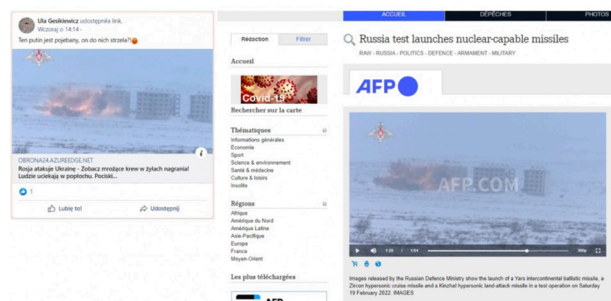 Ula Gesikiewicz udostępniła link.
Wczoraj o 14:14
Ten putin jest pojebany, on do nich strzela?!
OBRONA24.AZUREEDGE.NET
Rosja atakuje Ukrainę - Zobacz mrożące krew w żyłach nagrania!
Ludzie uciekają w popłochu. Pociski...
1
Lubię to!
Udostępnij
Rédaction
Filtrer
Accueil
Covid-19
Rechercher sur la carte
Thématiques
Informations générales
Economie
Sport
Science & environnement
Santé & médecine
Culture & loisirs
Insolite
Régions
Afrique
Amérique du Nord
Amérique Latine
Asie-Pacifique
Europe
France
Moyen-Orient
Les plus téléchargées
AFP
ACCUEIL
DÉPÊCHES
PHOTOS
Russia test launches nuclear-capable missiles
RAW - RUSSIA - POLITICS - DEFENCE - ARMAMENT - MILITARY
AFP
AFP.COM
Images released by the Russian Defence Ministry show the launch of a Yars intercontinental ballistic missile, a
Zircon hypersonic cruise missile and a Kinzhal hypersonic land-attack missile in a test operation on Saturday
19 February 2022. IMAGES